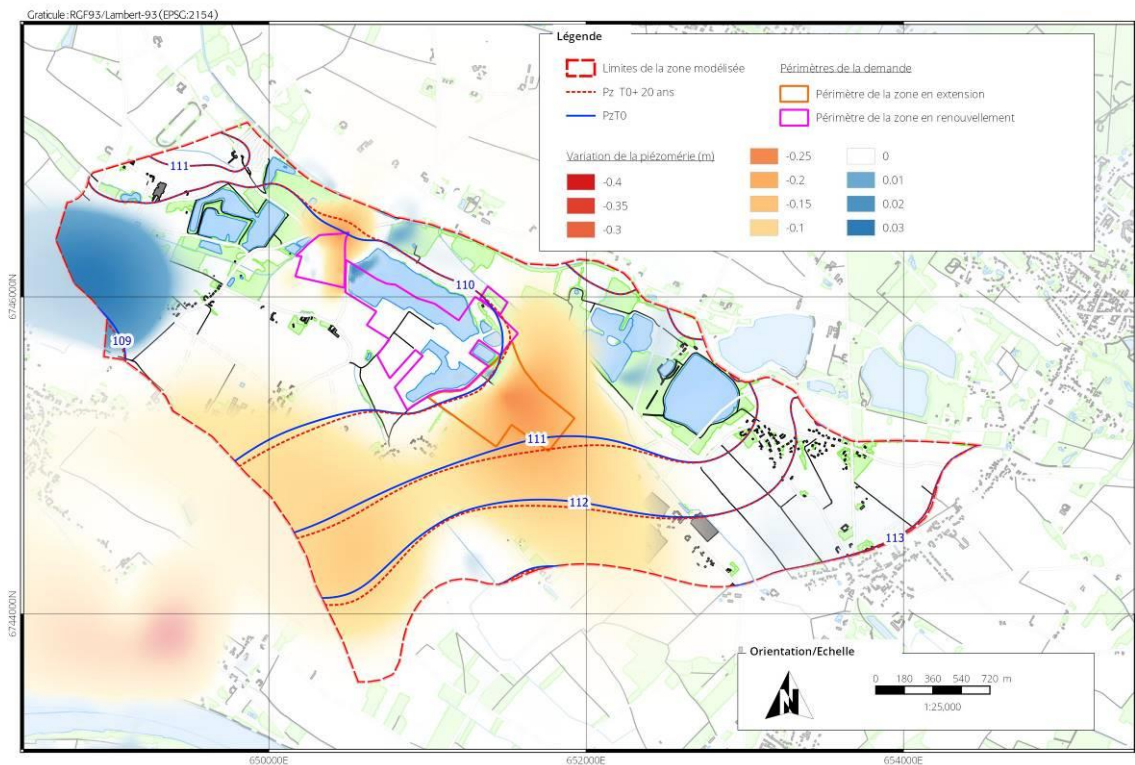 Graticule : RGF93/Lambert-93 (EPSG:2154)
Légende
Limites de la zone modélisée
Pz T0+ 20 ans
PzT0
Périmètres de la demande
Périmètre de la zone en extension
Périmètre de la zone en renouvellement
Variation de la piézomérie (m)
-0.4
-0.35
-0.3
-0.25
-0.2
-0.15
-0.1
0
0.01
0.02
0.03
111
110
109
111
112
113
6746000N
6744000N
Orientation/Echelle
N
0 180 360 540 720 m
1:25,000
650000E
652000E
654000E